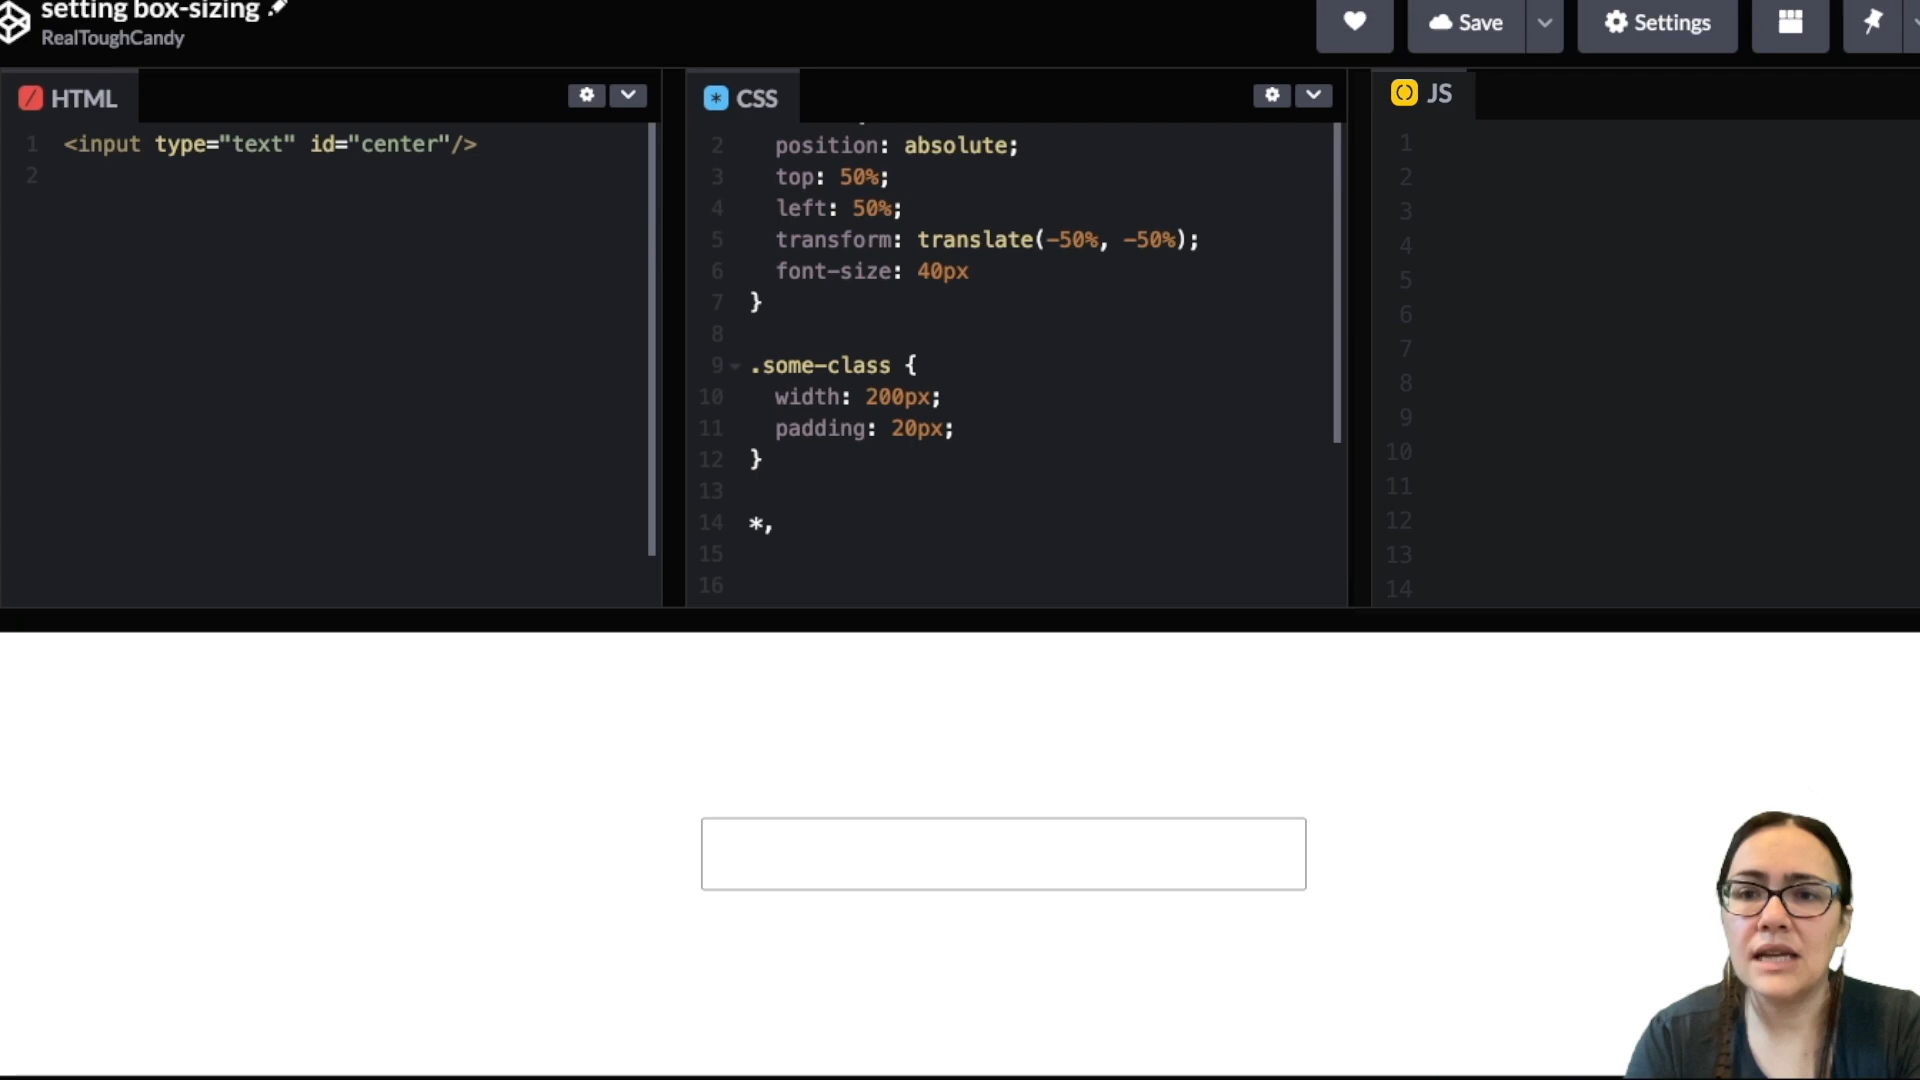 setting box-sizing
RealToughCandy
Save
Settings
HTML
1 <input type="text" id="center"/>
2
CSS
2 position: absolute;
3 top: 50%;
4 left: 50%;
5 transform: translate(-50%, -50%);
6 font-size: 40px
7 }
8
9 .some-class {
10 width: 200px;
11 padding: 20px;
12 }
13
14 *,
15
16
JS
1
2
3
4
5
6
7
8
9
10
11
12
13
14